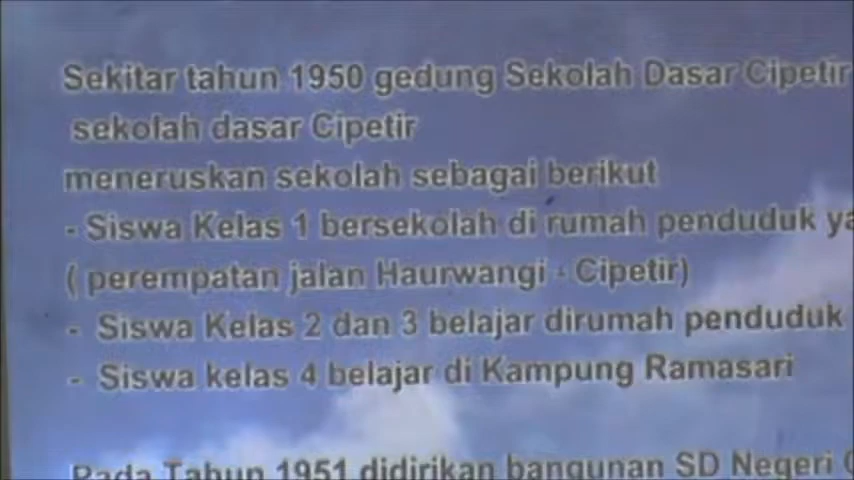 Sekitar tahun 1950 gedung Sekolah Dasar Cipetir
sekolah dasar Cipetir
meneruskan sekolah sebagai berikut
- Siswa Kelas 1 bersekolah di rumah penduduk ya
( perempatan jalan Haurwangi - Cipetir)
- Siswa Kelas 2 dan 3 belajar dirumah penduduk
- Siswa kelas 4 belajar di Kampung Ramasari
Pada Tahun 1951 didirikan bangunan SD Negeri